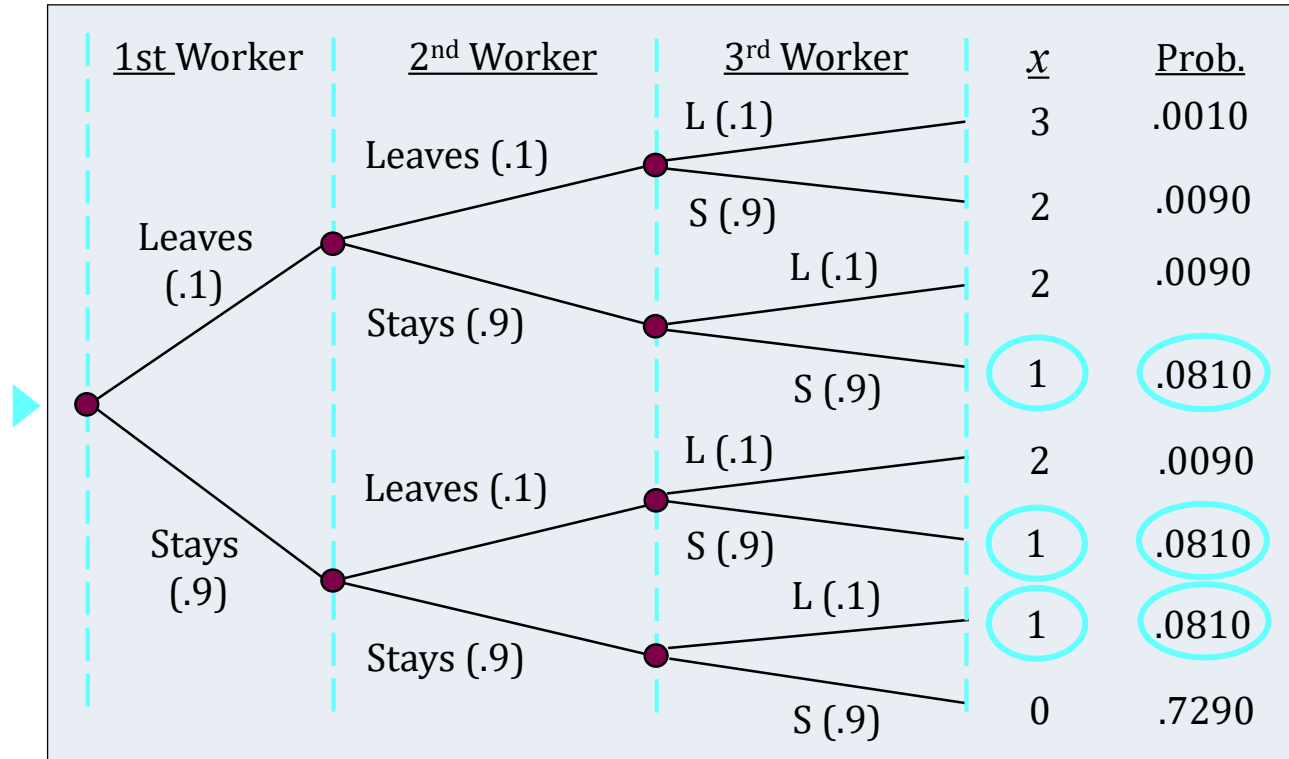 1st Worker 2nd Worker 3rd Worker x Prob.
L (.1) 3 .0010
Leaves (.1)
S (.9) 2 .0090
Leaves
(.1)
L (.1) 2 .0090
Stays (.9)
S (.9) 1 .0810
L (.1) 2 .0090
Leaves (.1)
Stays
(.9)
S (.9) 1 .0810
L (.1) 1 .0810
Stays (.9)
S (.9) 0 .7290